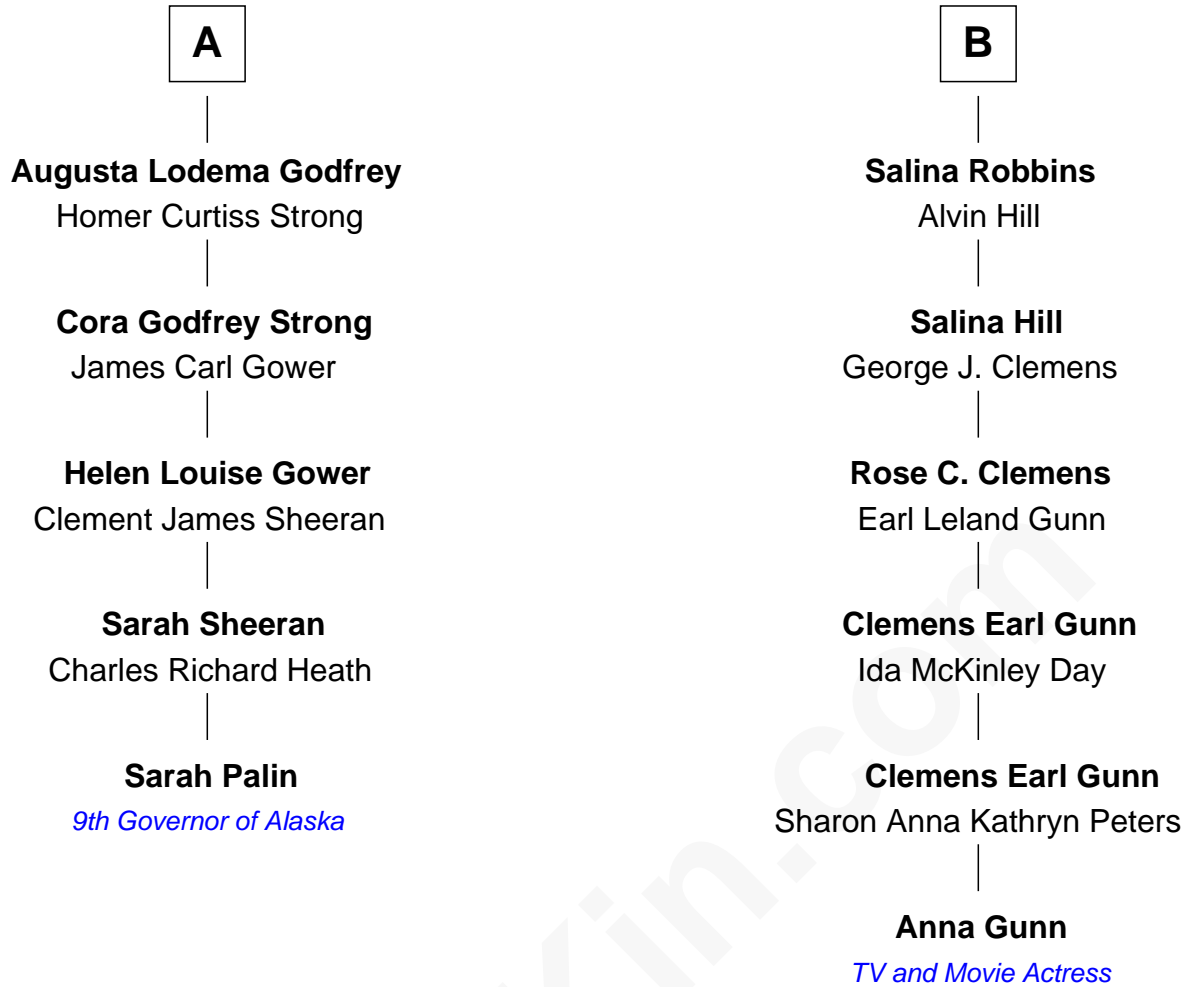 A
Augusta Lodema Godfrey
Homer Curtiss Strong
Cora Godfrey Strong
James Carl Gower
Helen Louise Gower
Clement James Sheeran
Sarah Sheeran
Charles Richard Heath
Sarah Palin
9th Governor of Alaska
B
Salina Robbins
Alvin Hill
Salina Hill
George J. Clemens
Rose C. Clemens
Earl Leland Gunn
Clemens Earl Gunn
Ida McKinley Day
Clemens Earl Gunn
Sharon Anna Kathryn Peters
Anna Gunn
TV and Movie Actress
Kin.com